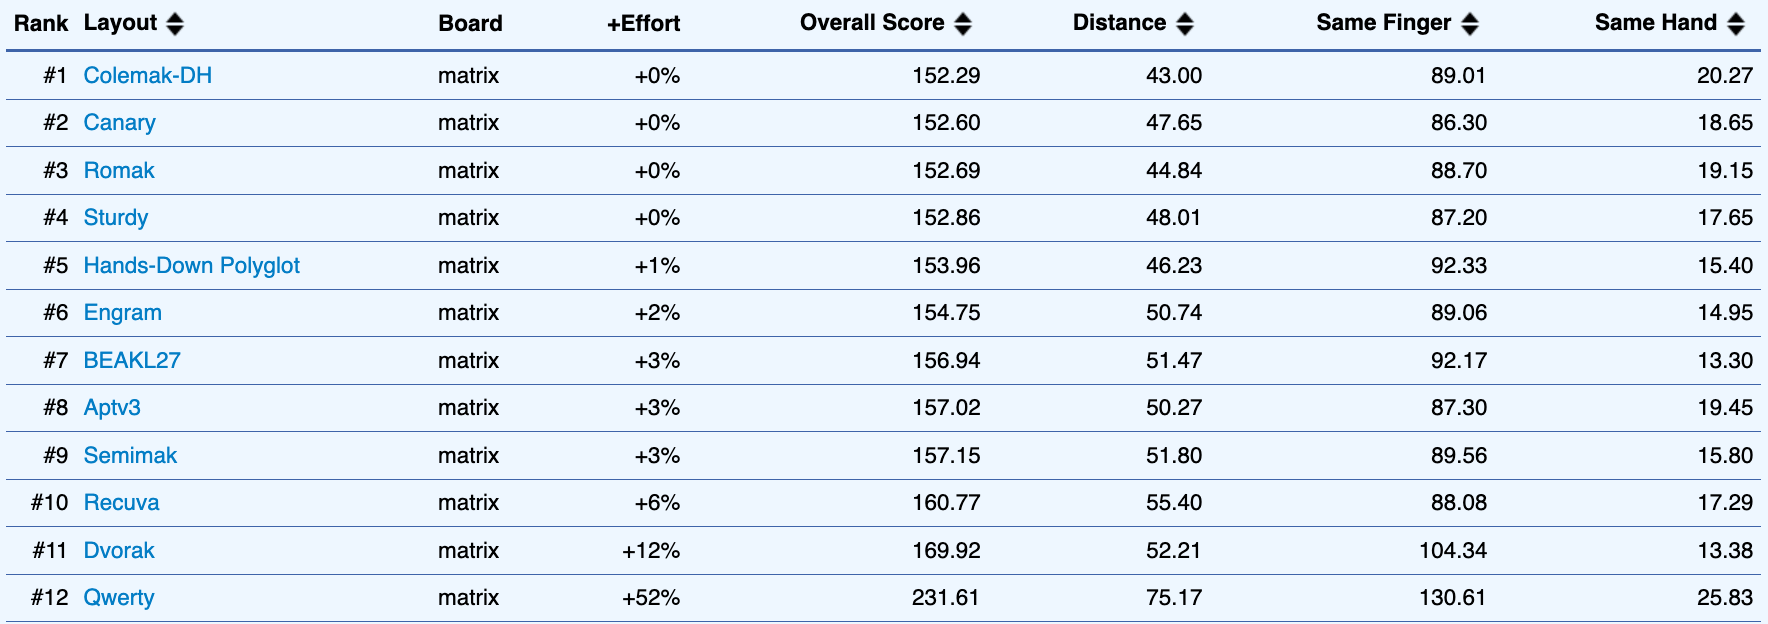 Rank Layout Board +Effort Overall Score Distance Same Finger Same Hand
#1 Colemak-DH matrix +0% 152.29 43.00 89.01 20.27
#2 Canary matrix +0% 152.60 47.65 86.30 18.65
#3 Romak matrix +0% 152.69 44.84 88.70 19.15
#4 Sturdy matrix +0% 152.86 48.01 87.20 17.65
#5 Hands-Down Polyglot matrix +1% 153.96 46.23 92.33 15.40
#6 Engram matrix +2% 154.75 50.74 89.06 14.95
#7 BEAKL27 matrix +3% 156.94 51.47 92.17 13.30
#8 Aptv3 matrix +3% 157.02 50.27 87.30 19.45
#9 Semimak matrix +3% 157.15 51.80 89.56 15.80
#10 Recuva matrix +6% 160.77 55.40 88.08 17.29
#11 Dvorak matrix +12% 169.92 52.21 104.34 13.38
#12 Qwerty matrix +52% 231.61 75.17 130.61 25.83